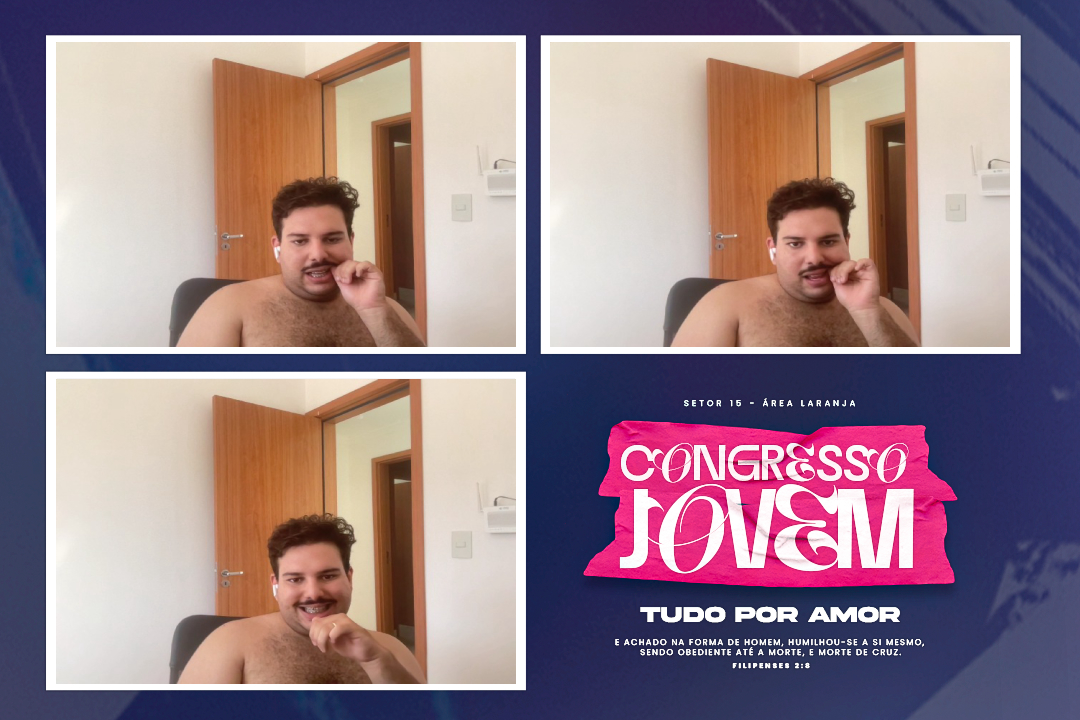 SETOR 15 - ÁREA LARANJA
CONGRESSO
JOVEM
TUDO POR AMOR
E ACHADO NA FORMA DE HOMEM, HUMILHOU-SE A SI MESMO,
SENDO OBEDIENTE ATÉ A MORTE, E MORTE DE CRUZ.
FILIPENSES 2:8